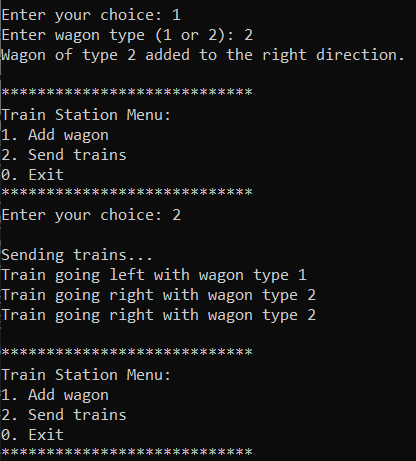 Enter your choice: 1
Enter wagon type (1 or 2): 2
Wagon of type 2 added to the right direction.
****************************
Train Station Menu:
1. Add wagon
2. Send trains
0. Exit
****************************
Enter your choice: 2
Sending trains...
Train going left with wagon type 1
Train going right with wagon type 2
Train going right with wagon type 2
****************************
Train Station Menu:
1. Add wagon
2. Send trains
0. Exit
****************************